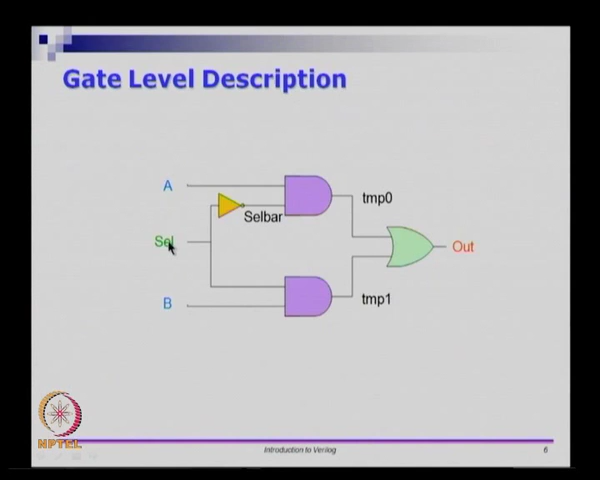 Gate Level Description
A
tmp0
Selbar
Sel
Out
B
tmp1
NPTEL
Introduction to Verilog
6